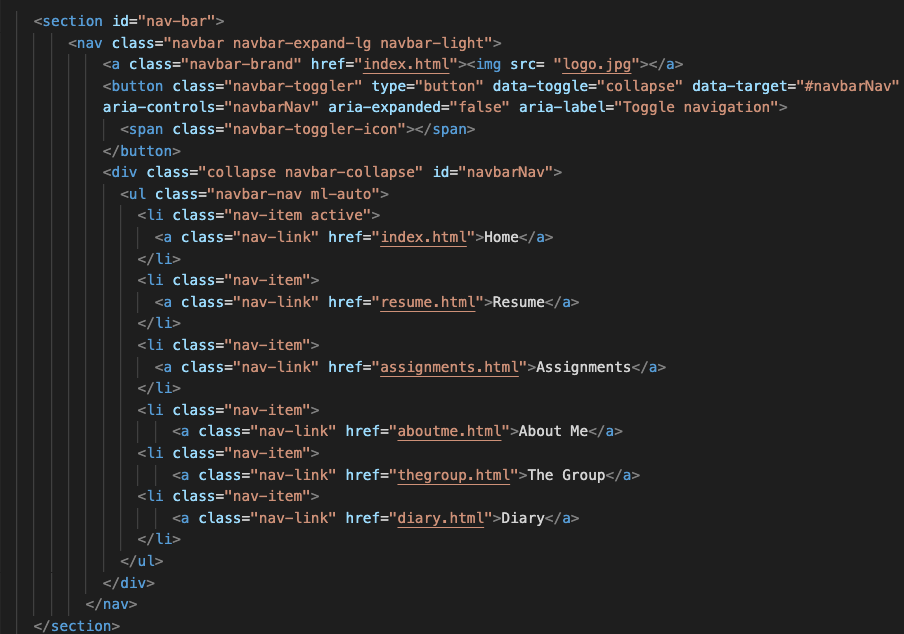 <section id="nav-bar">
<nav class="navbar navbar-expand-lg navbar-light">
<a class="navbar-brand" href="index.html"><img src= "logo.jpg"></a>
<button class="navbar-toggler" type="button" data-toggle="collapse" data-target="#navbarNav"
aria-controls="navbarNav" aria-expanded="false" aria-label="Toggle navigation">
<span class="navbar-toggler-icon"></span>
</button>
<div class="collapse navbar-collapse" id="navbarNav">
<ul class="navbar-nav ml-auto">
<li class="nav-item active">
<a class="nav-link" href="index.html">Home</a>
</li>
<li class="nav-item">
<a class="nav-link" href="resume.html">Resume</a>
</li>
<li class="nav-item">
<a class="nav-link" href="assignments.html">Assignments</a>
</li>
<li class="nav-item">
<a class="nav-link" href="aboutme.html">About Me</a>
<li class="nav-item">
<a class="nav-link" href="thegroup.html">The Group</a>
<li class="nav-item">
<a class="nav-link" href="diary.html">Diary</a>
</li>
</ul>
</div>
</nav>
</section>